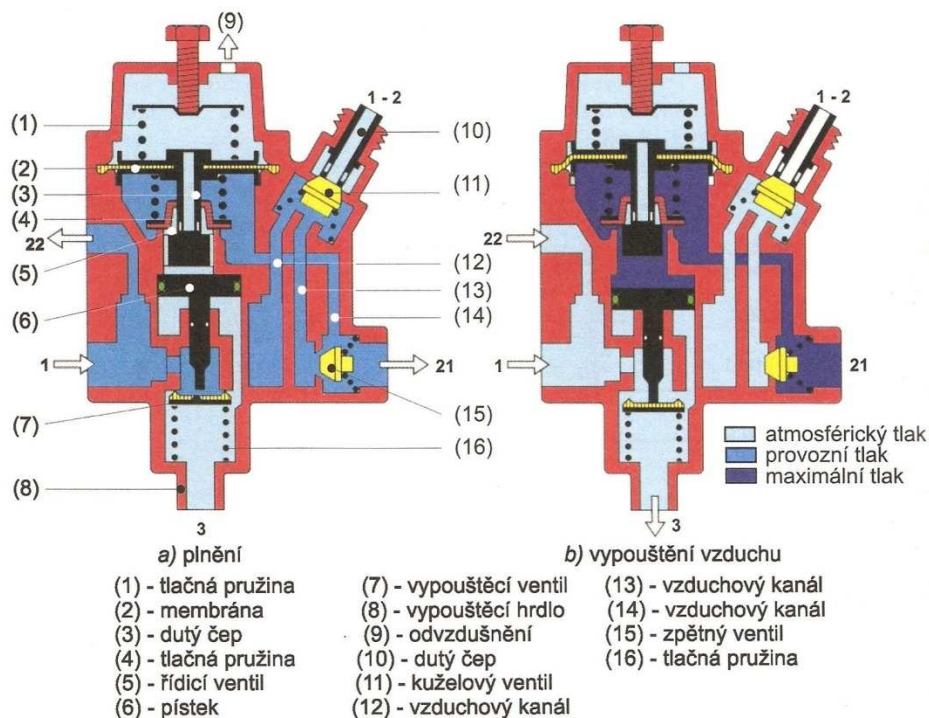 (9)
1 - 2
(1)
(2)
(3)
(4)
22
(5)
(6)
1
(7)
(8)
3
(10)
(11)
(12)
(13)
(14)
21
(15)
(16)
1 - 2
22
1
21
3
atmosférický tlak
provozní tlak
maximální tlak
a) plnění
b) vypouštění vzduchu
(1) - tlačná pružina
(2) - membrána
(3) - dutý čep
(4) - tlačná pružina
(5) - řídicí ventil
(6) - pístek
(7) - vypouštěcí ventil
(8) - vypouštěcí hrdlo
(9) - odvzdušnění
(10) - dutý čep
(11) - kuželový ventil
(12) - vzduchový kanál
(13) - vzduchový kanál
(14) - vzduchový kanál
(15) - zpětný ventil
(16) - tlačná pružina